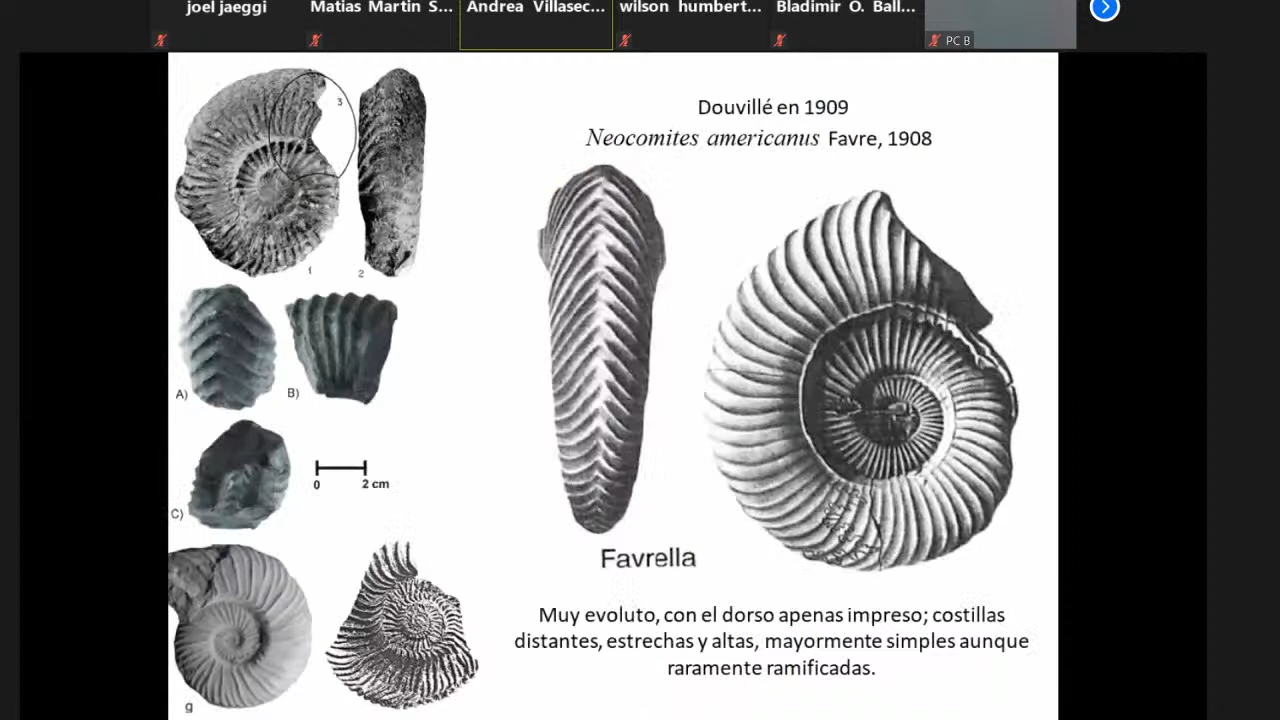 joel jaeggi
Matias Martin S...
Andrea Villasec...
wilson humbert...
Bladimir O. Ball...
PC B
3
1
2
Douvillé en 1909
Neocomites americanus Favre, 1908
A)
B)
C)
0
2 cm
g
Favrella
Muy evoluto, con el dorso apenas impreso; costillas
distantes, estrechas y altas, mayormente simples aunque
raramente ramificadas.